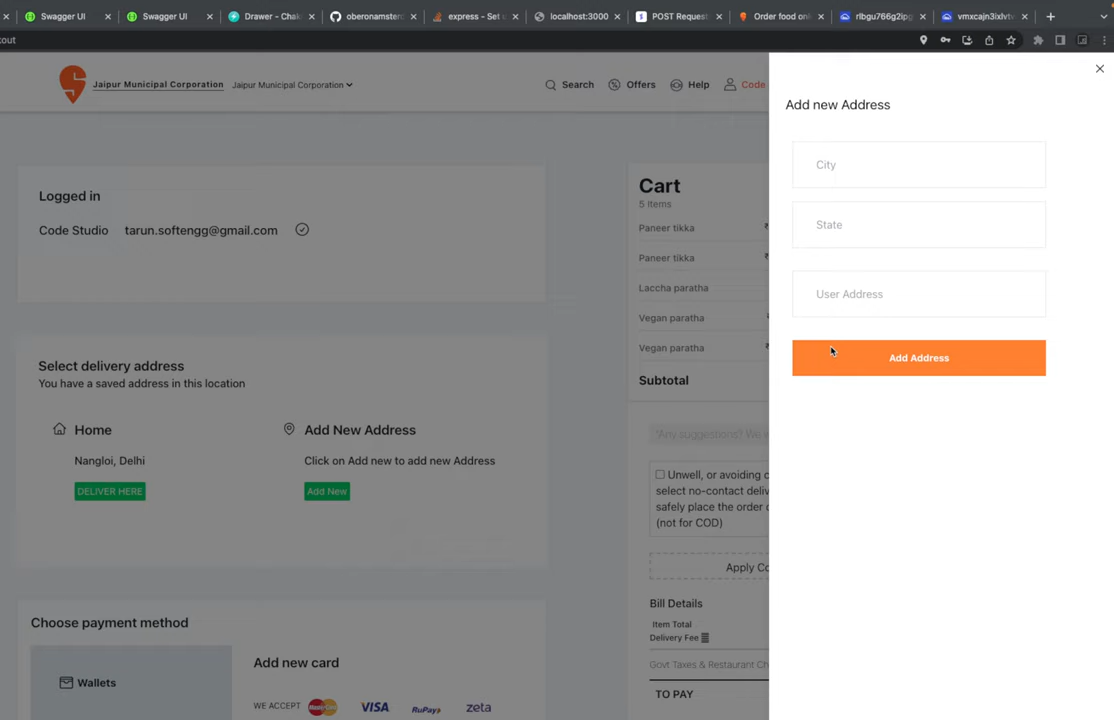 Swagger UI
Swagger UI
Drawer - Chak
oberonamster
express - Set s
localhost:3000
POST Request
Order food onl
rlbgu766g2ipg
vmxcajn3ixlvtx
out
Jaipur Municipal Corporation
Jaipur Municipal Corporation
Search
Offers
Help
Code
Add new Address
City
State
User Address
Add Address
Logged in
Code Studio tarun.softengg@gmail.com
Select delivery address
You have a saved address in this location
Home
Nangloi, Delhi
DELIVER HERE
Add New Address
Click on Add new to add new Address
Add New
Choose payment method
Wallets
Add new card
WE ACCEPT MasterCard VISA RuPay zeta
Cart
5 Items
Paneer tikka ₹
Paneer tikka ₹
Laccha paratha
Vegan paratha
Vegan paratha
Subtotal
"Any suggestions? We w
Unwell, or avoiding c
select no-contact deliv
safely place the order o
(not for COD)
Apply Co
Bill Details
Item Total
Delivery Fee
Govt Taxes & Restaurant Ch
TO PAY